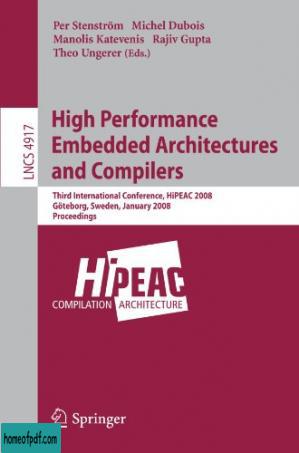 Per Stenström Michel Dubois
Manolis Katevenis Rajiv Gupta
Theo Ungerer (Eds.)
LNCS 4917
High Performance
Embedded Architectures
and Compilers
Third International Conference, HiPEAC 2008
Göteborg, Sweden, January 2008
Proceedings
HiPEAC
COMPILATION ARCHITECTURE
Springer
homeofpdf.com